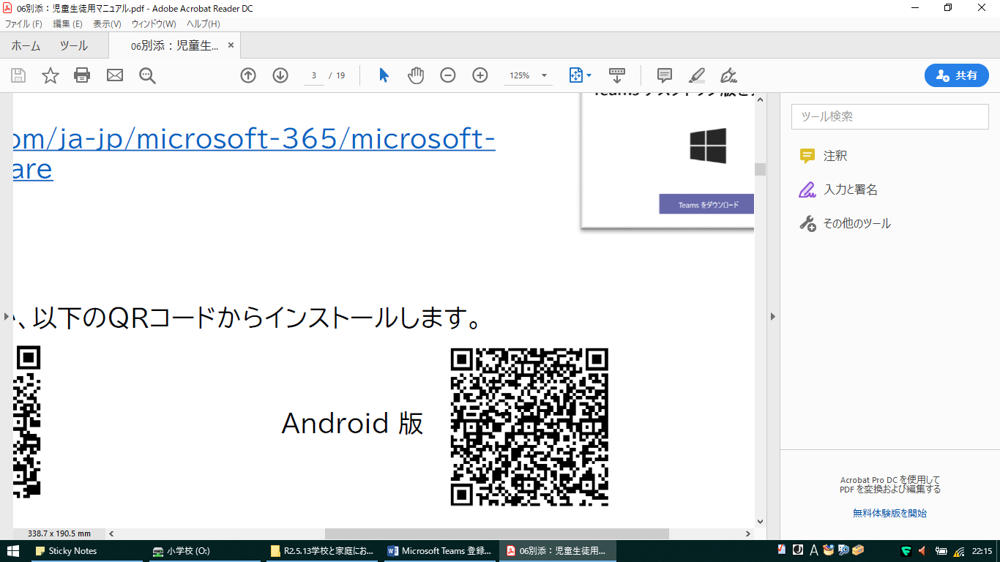 06別添：児童生徒用マニュアル.pdf - Adobe Acrobat Reader DC
ファイル (F) 編集 (E) 表示(V) ウィンドウ(W) ヘルプ(H)
ホーム ツール 06別添：児童生... ×
3 / 19 125% 共有
om/ja-jp/microsoft-365/microsoft-
are
Teams をダウンロード
、以下のQRコードからインストールします。
Android 版
ツール検索
注釈
入力と署名
その他のツール
Acrobat Pro DC を使用して
PDF を変換および編集する
無料体験版を開始
338.7 x 190.5 mm
Sticky Notes 小学校 (O:) R2.5.13学校と家庭にお... Microsoft Teams 登録... 06別添：児童生徒用... A 22:15